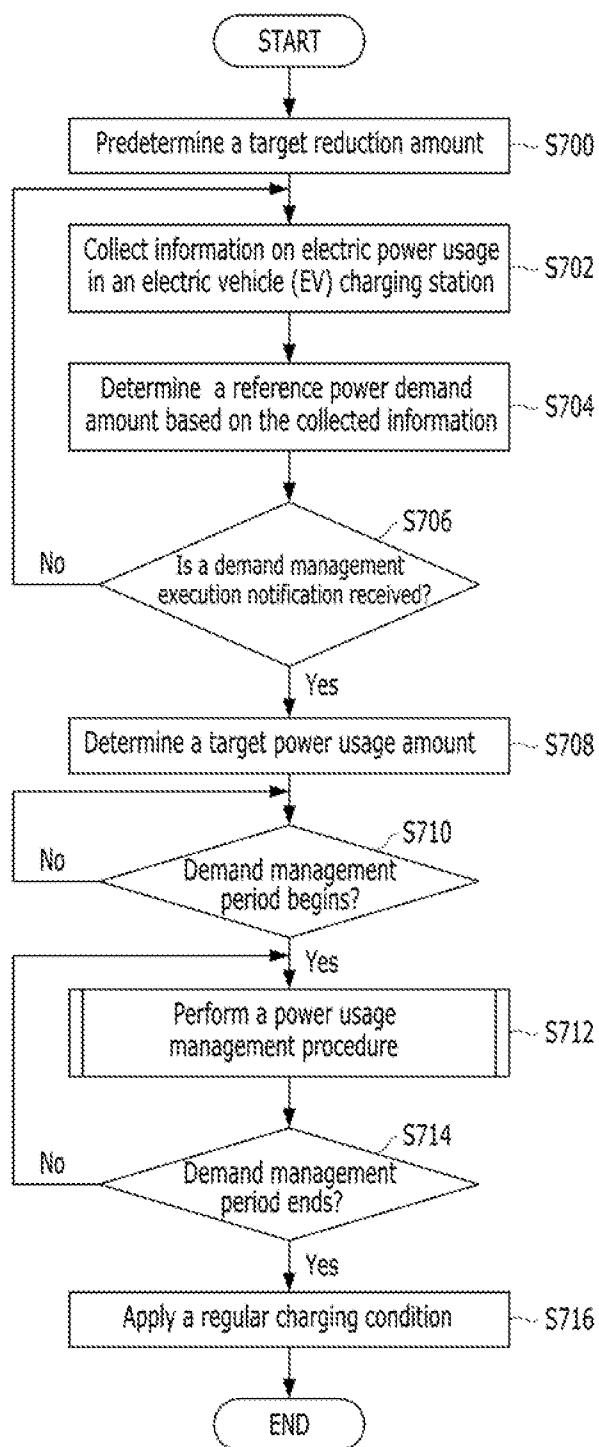 START
Predetermine a target reduction amount
S700
Collect information on electric power usage
in an electric vehicle (EV) charging station
S702
Determine a reference power demand
amount based on the collected information
S704
S706
No
Is a demand management
execution notification received?
Yes
Determine a target power usage amount
S708
S710
No
Demand management
period begins?
Yes
Perform a power usage
management procedure
S712
S714
No
Demand management
period ends?
Yes
Apply a regular charging condition
S716
END